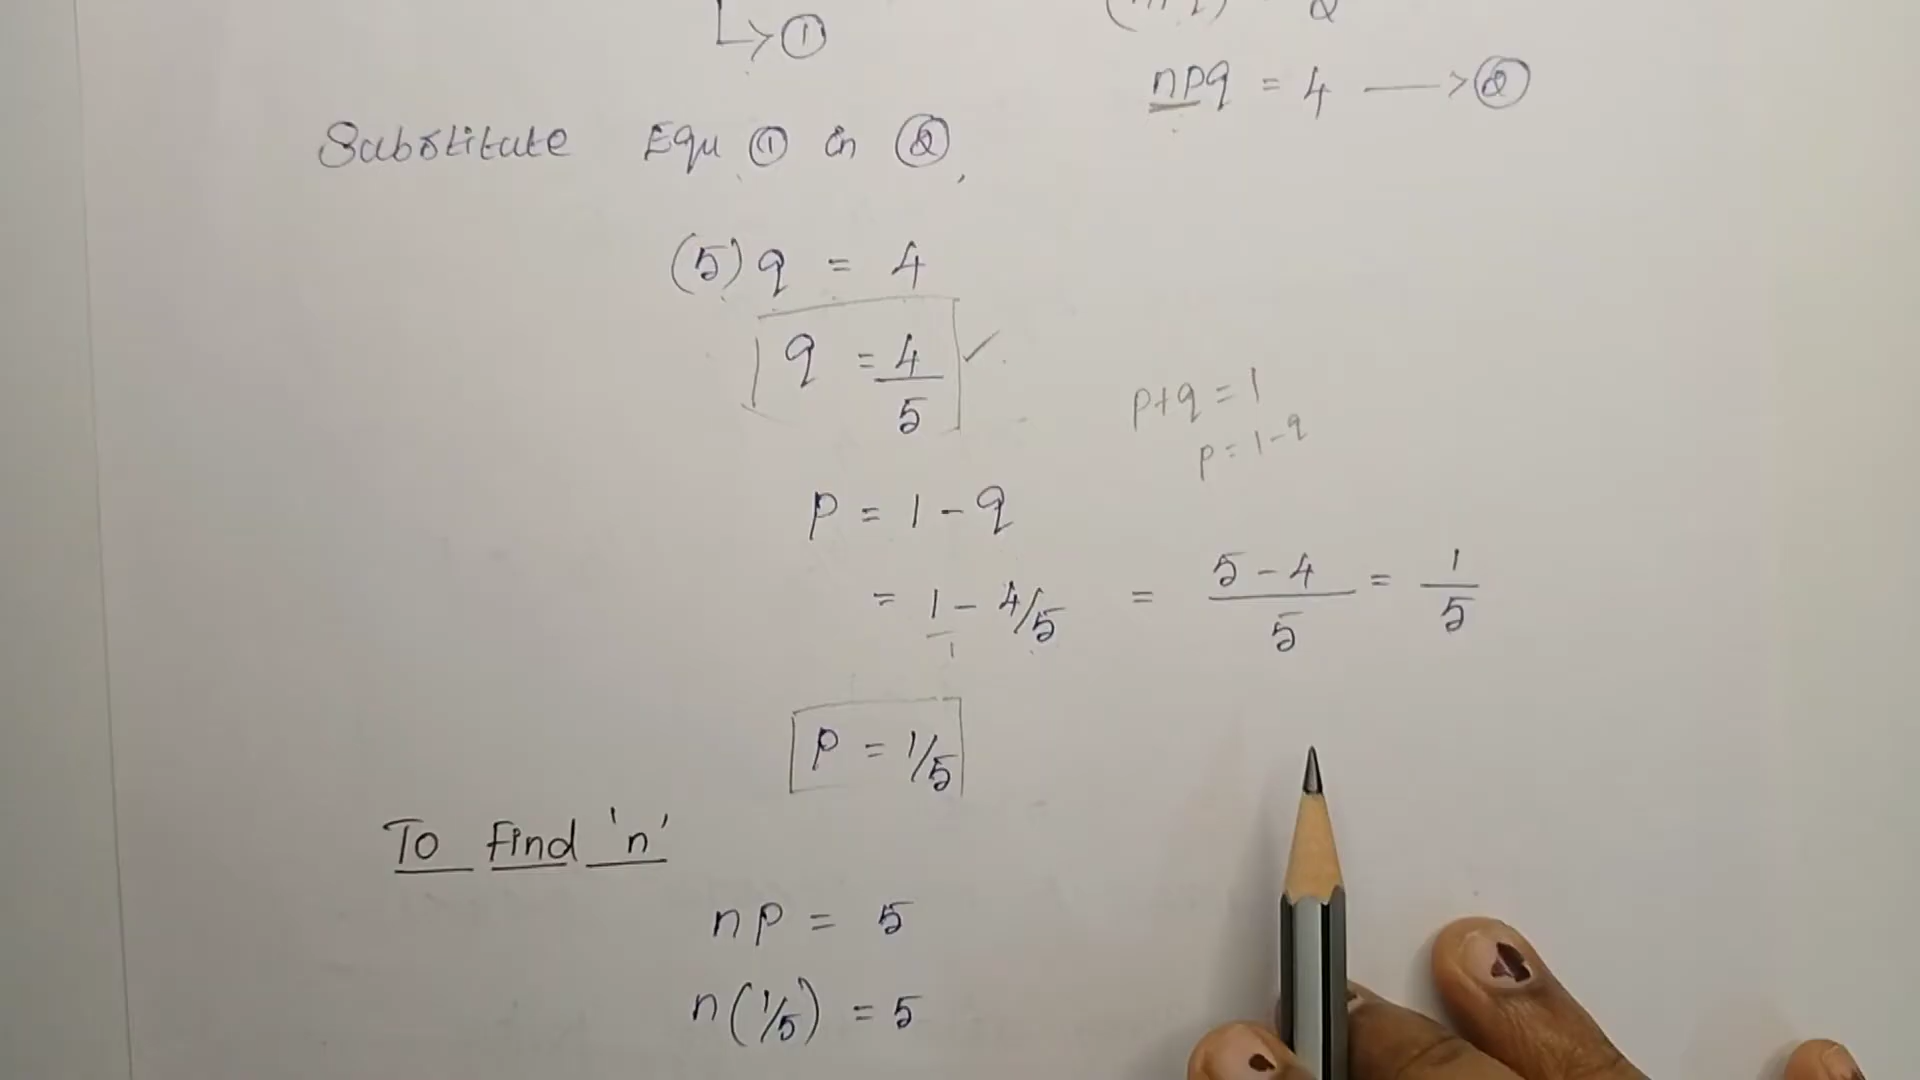 ↳ ①
npq = 4 → ②
Substitute Equ ① in ②,
(5) q = 4
q = 4/5 ✓
p+q = 1
p = 1-q
p = 1 - q
= 1/1 - 4/5 = 5-4/5 = 1/5
p = 1/5
To Find 'n'
np = 5
n(1/5) = 5